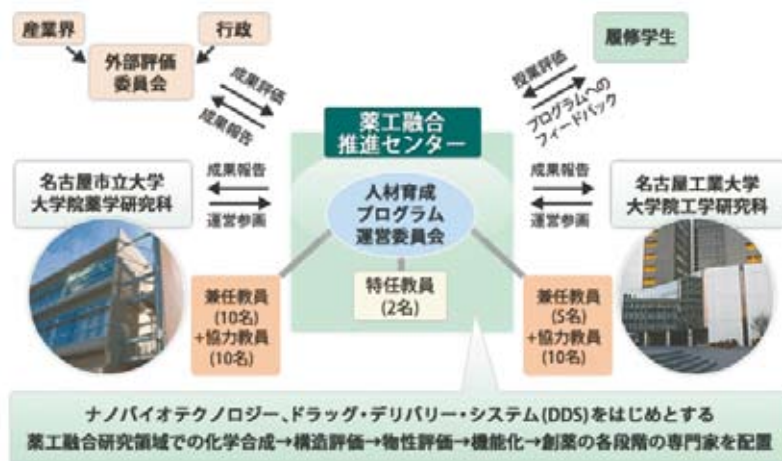 産業界
行政
外部評価
委員会
成果評価
成果報告
履修学生
授業評価
プログラムへの
フィードバック
薬工融合
推進センター
名古屋市立大学
大学院薬学研究科
成果報告
運営参画
人材育成
プログラム
運営委員会
成果報告
運営参画
名古屋工業大学
大学院工学研究科
兼任教員
(10名)
+協力教員
(10名)
特任教員
(2名)
兼任教員
(5名)
+協力教員
(10名)
ナノバイオテクノロジー、ドラッグ・デリバリー・システム(DDS)をはじめとする
薬工融合研究領域での化学合成→構造評価→物性評価→機能化→創薬の各段階の専門家を配置